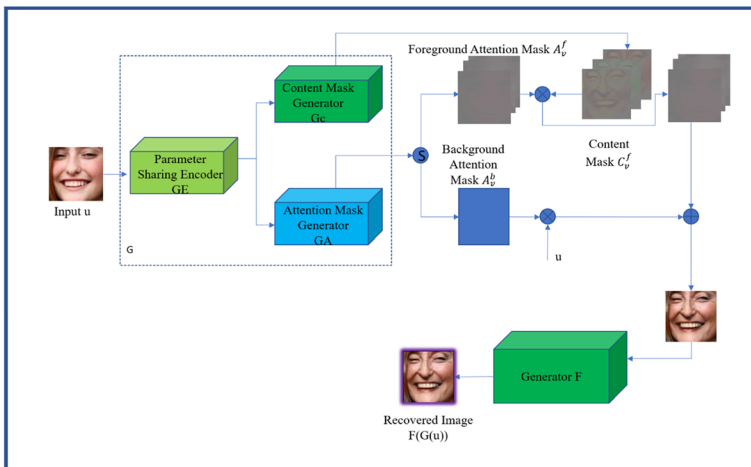 Foreground Attention Mask $A_v^f$
Content Mask
Generator
Gc
Parameter
Sharing Encoder
GE
Input u
Attention Mask
Generator
GA
G
S
Background
Attention
Mask $A_v^b$
Content
Mask $C_v^f$
u
Generator F
Recovered Image
F(G(u))